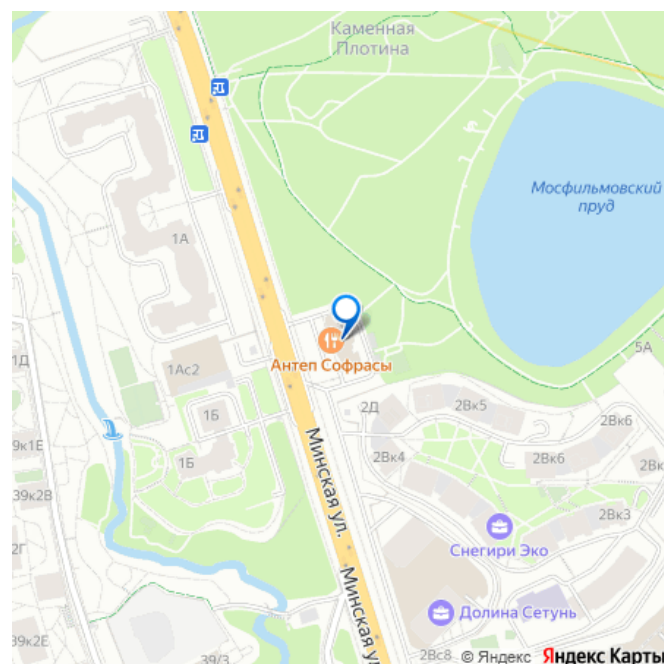 Каменная
Плотина
Мосфильмовский
пруд
1А
5А
Антеп Софрасы
1Д
1Ас2
2Д
2Вк5
1Б
2Вк6
9к1Е
Минская ул.
2Вк4
1Б
2Вк6
39к2В
2Вк3
Снегири Эко
2Г
Минская ул.
Долина Сетунь
9к2Е
39/3
2Вс8
© Яндекс Яндекс Карты